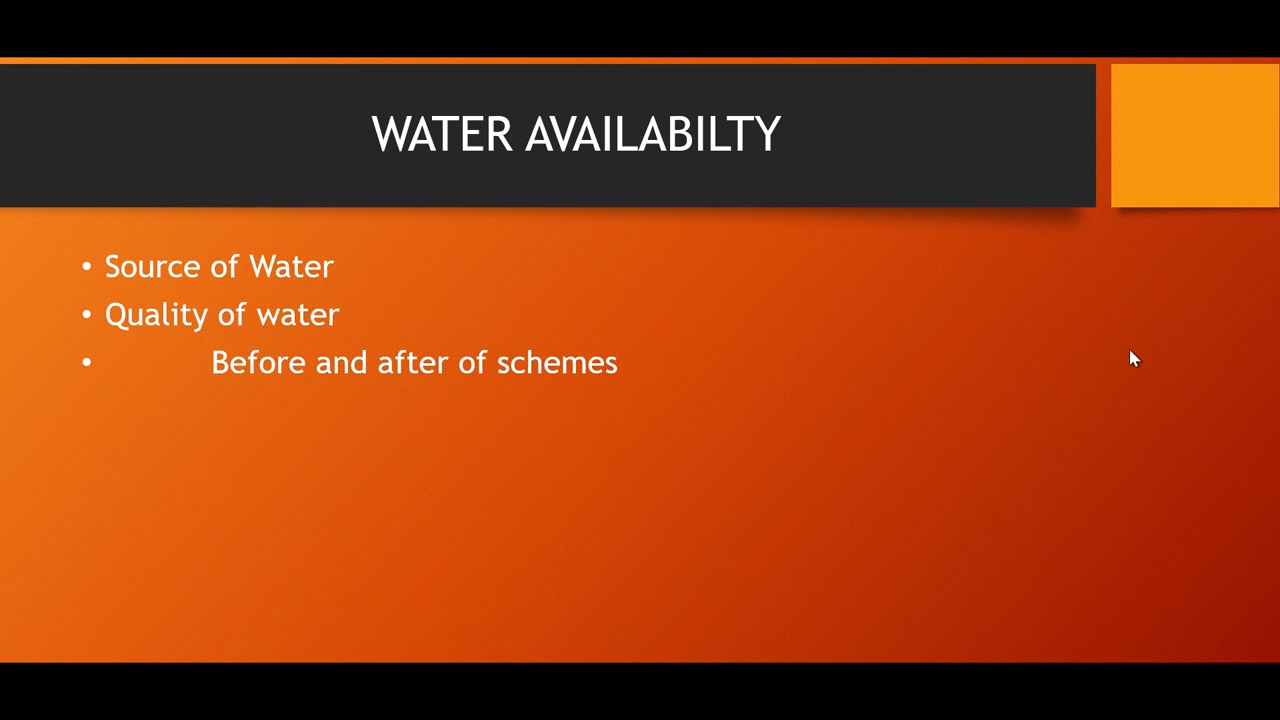 WATER AVAILABILTY
• Source of Water
• Quality of water
• Before and after of schemes